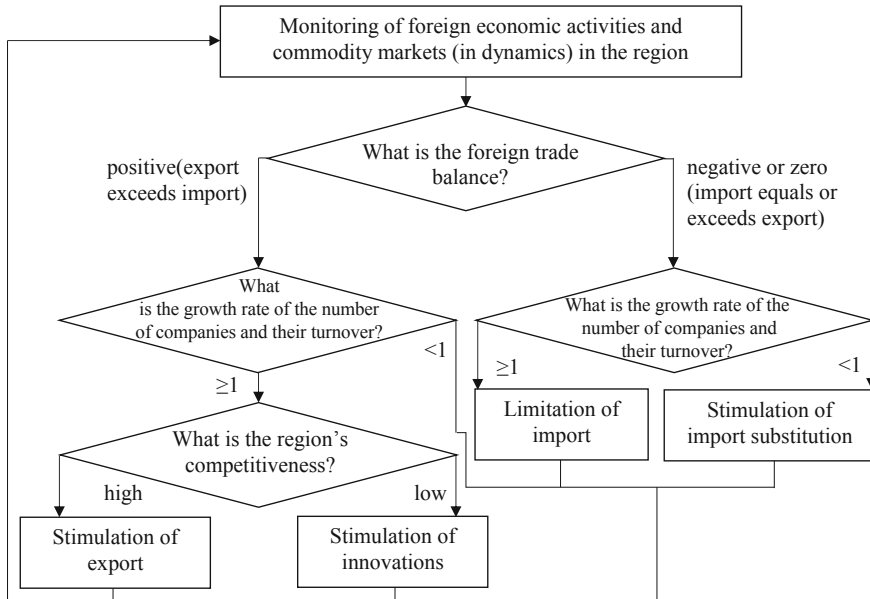 Monitoring of foreign economic activities and
commodity markets (in dynamics) in the region
What is the foreign trade
balance?
positive(export
exceeds import)
negative or zero
(import equals or
exceeds export)
What
is the growth rate of the number
of companies and their turnover?
What is the growth rate of the
number of companies and
their turnover?
<1
≥1
≥1
<1
What is the region’s
competitiveness?
Limitation of
import
Stimulation of
import substitution
high
low
Stimulation of
export
Stimulation of
innovations